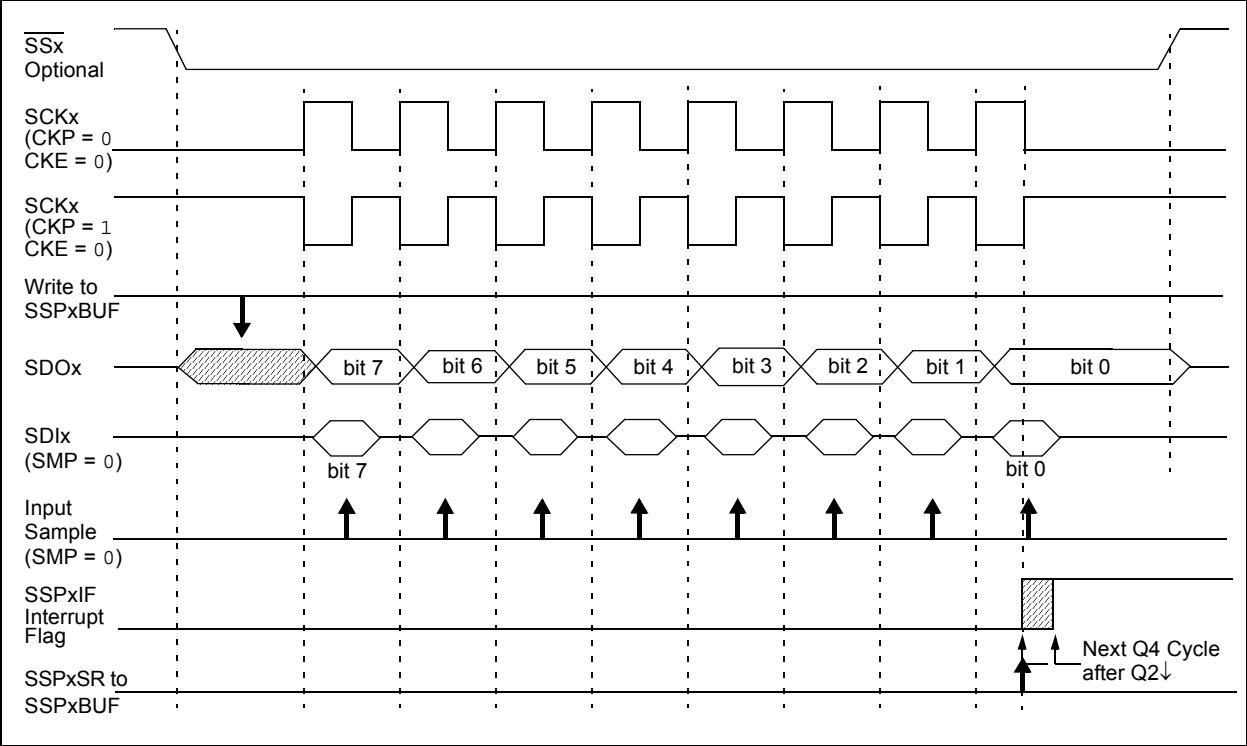 SSx
Optional
SCKx
(CKP = 0
CKE = 0)
SCKx
(CKP = 1
CKE = 0)
Write to
SSPxBUF
SDOx
bit 7
bit 6
bit 5
bit 4
bit 3
bit 2
bit 1
bit 0
SDIx
(SMP = 0)
bit 7
bit 0
Input
Sample
(SMP = 0)
SSPxIF
Interrupt
Flag
Next Q4 Cycle
after Q2↓
SSPxSR to
SSPxBUF